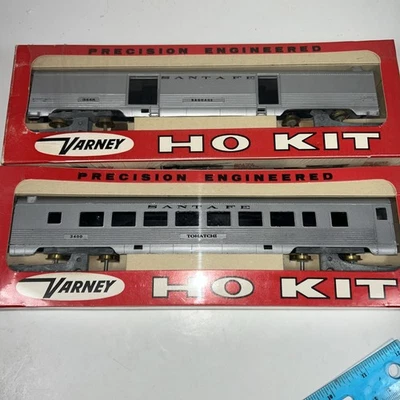 PRECISION ENGINEERED
SANTA FE
VARNEY
HO KIT
PRECISION ENGINEERED
SANTA FE
TOHATCHI
VARNEY
HO KIT